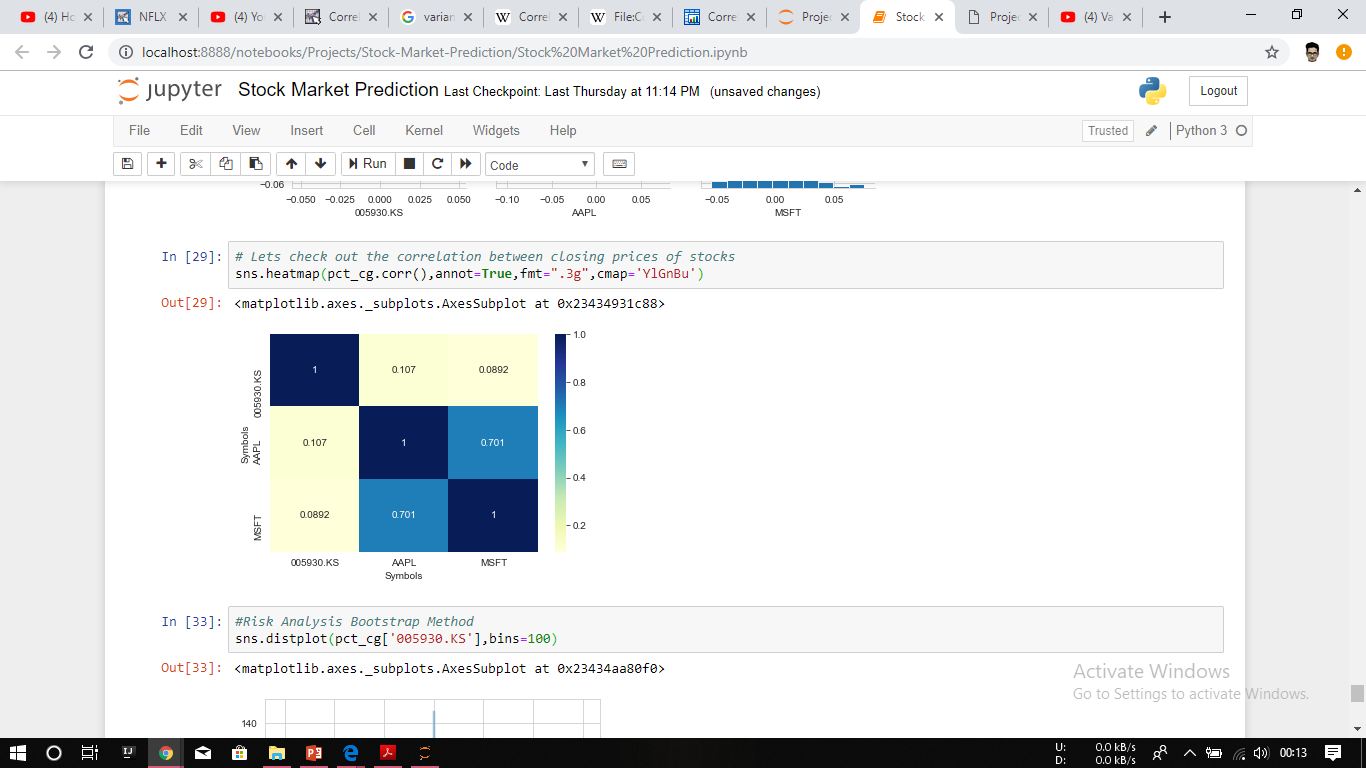 (4) Ho
NFLX
(4) Yo
Correl
varian
Correl
File:Co
Corre
Projec
Stock
Projec
(4) Va
localhost:8888/notebooks/Projects/Stock-Market-Prediction/Stock%20Market%20Prediction.ipynb
jupyter Stock Market Prediction Last Checkpoint: Last Thursday at 11:14 PM (unsaved changes)
Logout
File Edit View Insert Cell Kernel Widgets Help
Trusted
Python 3
Run
Code
−0.06
−0.050 −0.025 0.000 0.025 0.050
−0.10 −0.05 0.00 0.05
−0.05 0.00 0.05
005930.KS
AAPL
MSFT
In [29]:
# Lets check out the correlation between closing prices of stocks
sns.heatmap(pct_cg.corr(),annot=True,fmt=".3g",cmap='YlGnBu')
Out[29]: <matplotlib.axes._subplots.AxesSubplot at 0x23434931c88>
005930.KS
1 0.107 0.0892
Symbols
AAPL
0.107 1 0.701
MSFT
0.0892 0.701 1
005930.KS AAPL MSFT
Symbols
1.0
0.8
0.6
0.4
0.2
In [33]:
#Risk Analysis Bootstrap Method
sns.distplot(pct_cg['005930.KS'],bins=100)
Out[33]: <matplotlib.axes._subplots.AxesSubplot at 0x23434aa80f0>
140
Activate Windows
Go to Settings to activate Windows.
IJ
U: 0.0 kB/s
D: 0.0 kB/s
00:13